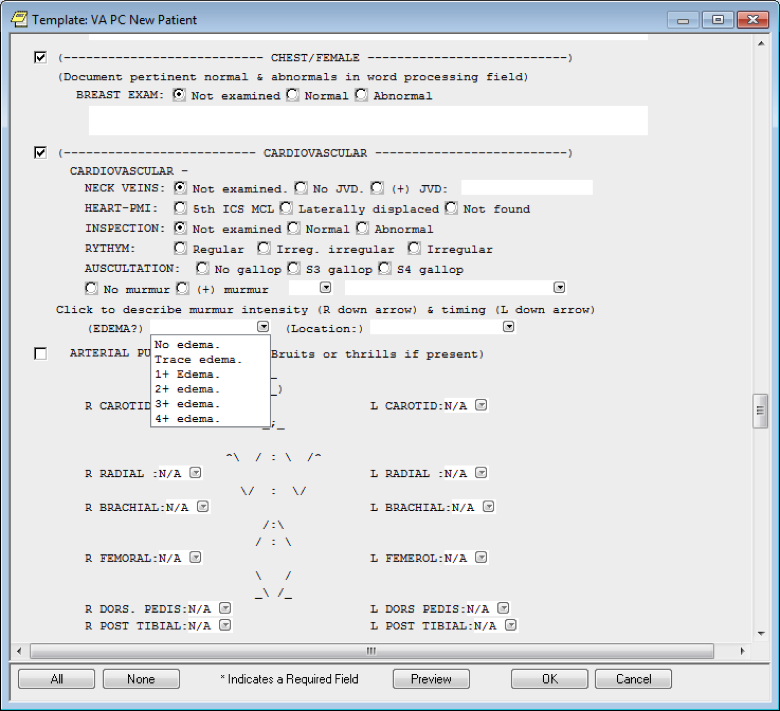 Template: VA PC New Patient
(--------------------------- CHEST/FEMALE ---------------------------)
(Document pertinent normal & abnormals in word processing field)
BREAST EXAM: Not examined Normal Abnormal
(-------------------------- CARDIOVASCULAR --------------------------)
CARDIOVASCULAR -
NECK VEINS: Not examined. No JVD. (+) JVD:
HEART-PMI: 5th ICS MCL Laterally displaced Not found
INSPECTION: Not examined Normal Abnormal
RYTHYM: Regular Irreg. irregular Irregular
AUSCULTATION: No gallop S3 gallop S4 gallop
No murmur (+) murmur
Click to describe murmur intensity (R down arrow) & timing (L down arrow)
(EDEMA?) (Location:)
No edema.
Trace edema.
1+ Edema.
2+ edema.
3+ edema.
4+ edema.
ARTERIAL PU Bruits or thrills if present)
_
_)
R CAROTID L CAROTID:N/A
_;_
^\ / : \ /^
R RADIAL :N/A L RADIAL :N/A
\/ : \/
R BRACHIAL:N/A L BRACHIAL:N/A
/:\
/ : \
R FEMORAL:N/A L FEMEROL:N/A
\ /
_\ /_
R DORS. PEDIS:N/A L DORS PEDIS:N/A
R POST TIBIAL:N/A L POST TIBIAL:N/A
All None * Indicates a Required Field Preview OK Cancel